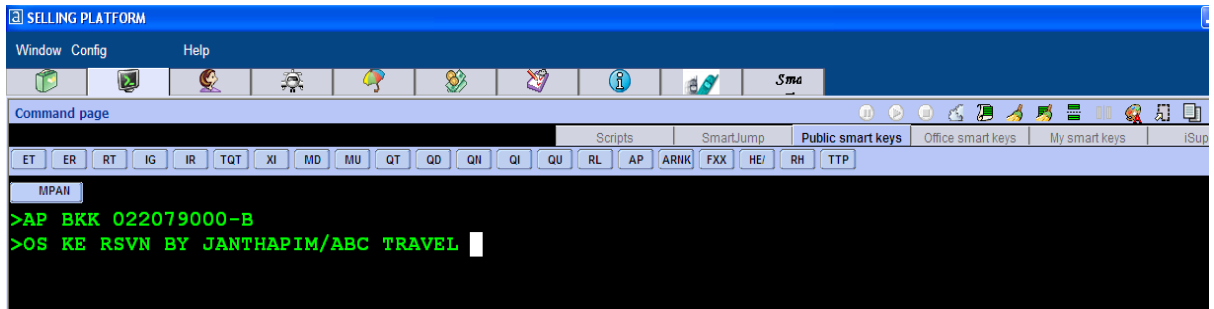 a SELLING PLATFORM
Window Config Help
a Sma
Command page
Scripts SmartJump Public smart keys Office smart keys My smart keys iSup
ET ER RT IG IR TQT XI MD MU QT QD QN QI QU RL AP ARNK FXX HE/ RH TTP
MPAN
>AP BKK 022079000-B
>OS KE RSVN BY JANTHAPIM/ABC TRAVEL